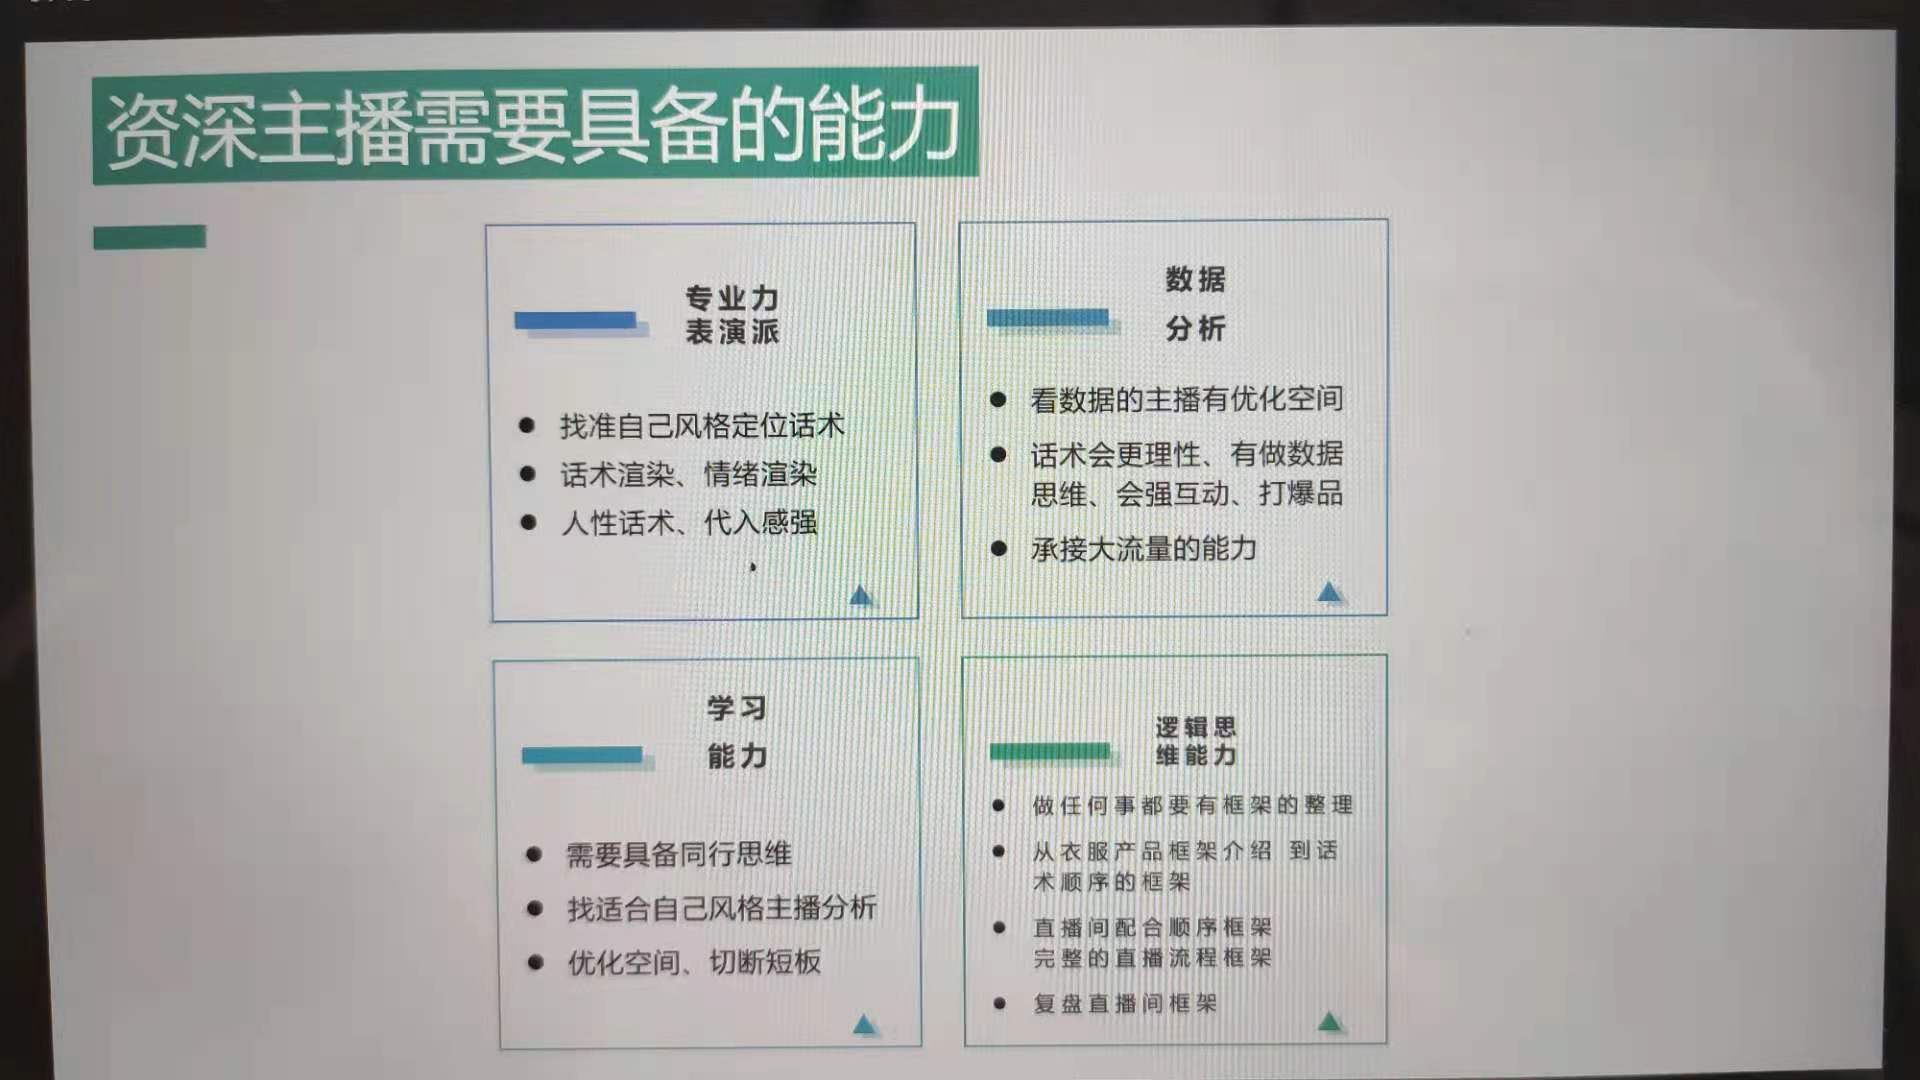 资深主播需要具备的能力
专业力
表演派
● 找准自己风格定位话术
● 话术渲染、情绪渲染
● 人性话术、代入感强
数据
分析
● 看数据的主播有优化空间
● 话术会更理性、有做数据
思维、会强互动、打爆品
● 承接大流量的能力
学习
能力
● 需要具备同行思维
● 找适合自己风格主播分析
● 优化空间、切断短板
逻辑思
维能力
● 做任何事都要有框架的整理
● 从衣服产品框架介绍 到话
术顺序的框架
● 直播间配合顺序框架
完整的直播流程框架
● 复盘直播间框架